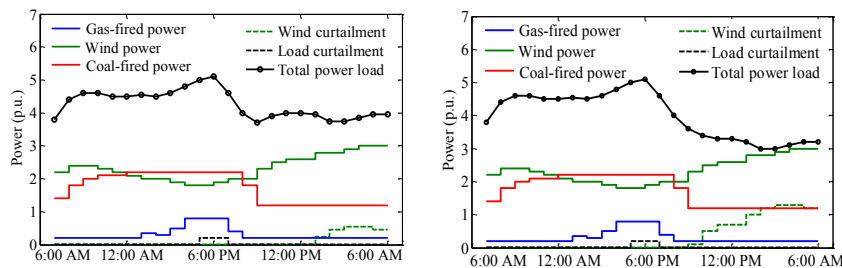 7
6
5
4
3
2
1
0
Power (p.u.)
Gas-fired power
Wind power
Coal-fired power
Wind curtailment
Load curtailment
Total power load
6:00 AM
12:00 AM
6:00 PM
12:00 PM
6:00 AM
7
6
5
4
3
2
1
0
Power (p.u.)
Gas-fired power
Wind power
Coal-fired power
Wind curtailment
Load curtailment
Total power load
6:00 AM
12:00 AM
6:00 PM
12:00 PM
6:00 AM